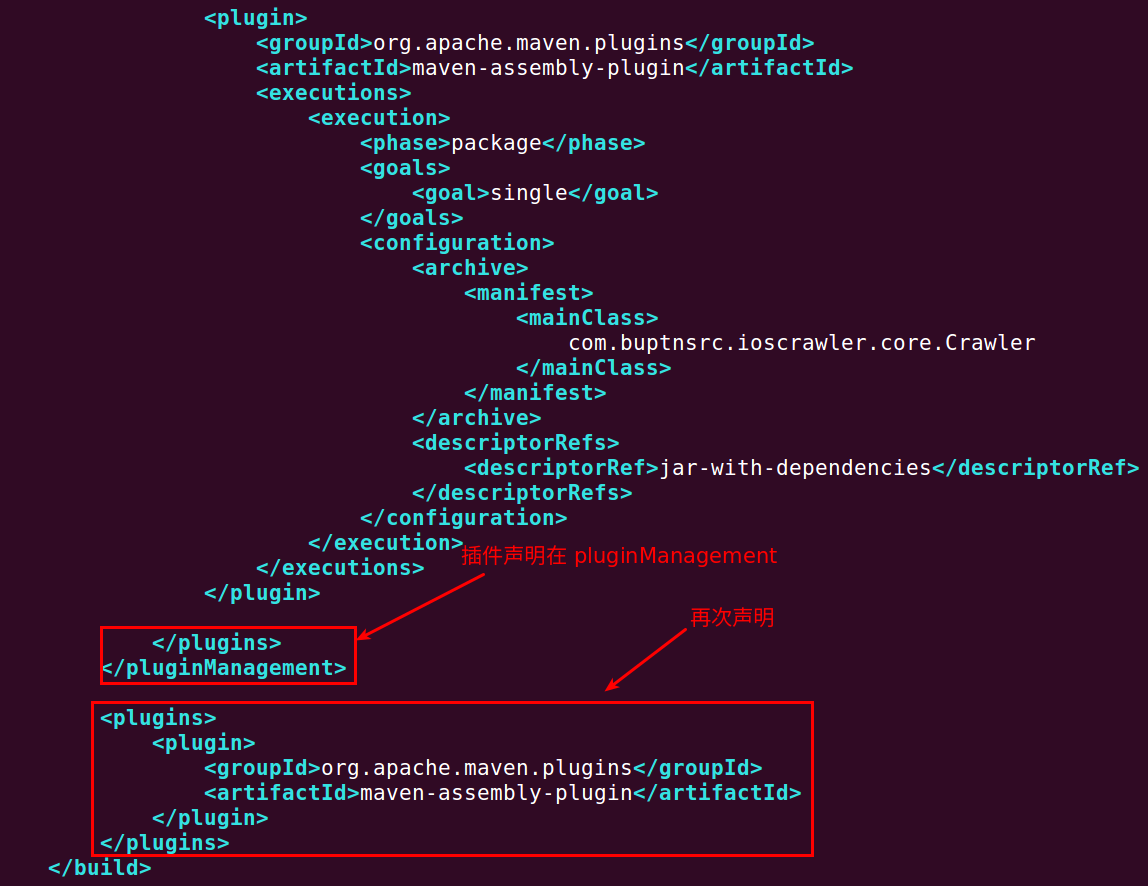 <plugin>
<groupId>org.apache.maven.plugins</groupId>
<artifactId>maven-assembly-plugin</artifactId>
<executions>
<execution>
<phase>package</phase>
<goals>
<goal>single</goal>
</goals>
<configuration>
<archive>
<manifest>
<mainClass>
com.buptnsrc.ioscrawler.core.Crawler
</mainClass>
</manifest>
</archive>
<descriptorRefs>
<descriptorRef>jar-with-dependencies</descriptorRef>
</descriptorRefs>
</configuration>
</execution>
插件声明在 pluginManagement
</executions>
</plugin>
再次声明
</plugins>
</pluginManagement>
<plugins>
<plugin>
<groupId>org.apache.maven.plugins</groupId>
<artifactId>maven-assembly-plugin</artifactId>
</plugin>
</plugins>
</build>